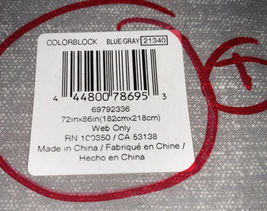 COLORBLOCK BLUE/GRAY 21340
4 44800 78695 3
69792336
72inx86in(182cmx218cm)
Web Only
RN 100350 / CA 53138
Made in China / Fabriqué en Chine /
Hecho en China